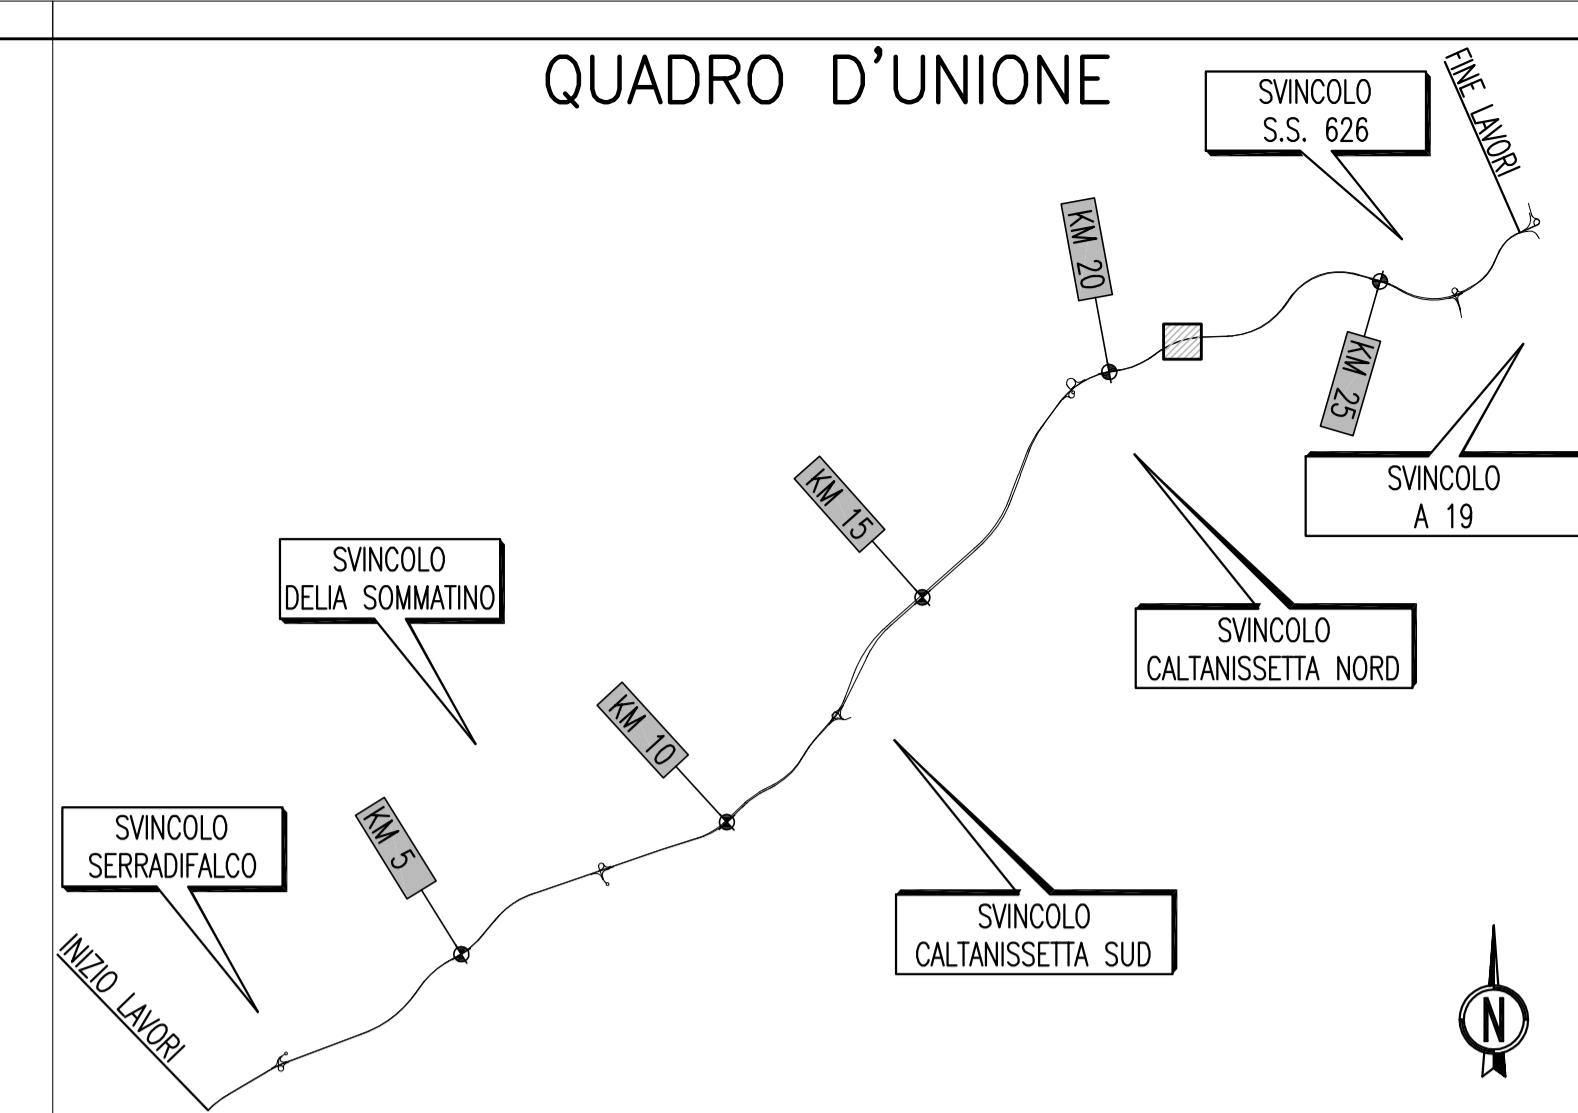 QUADRO D'UNIONE
SVINCOLO
S.S. 626
FINE LAVORI
KM 20
KM 25
SVINCOLO
A 19
KM 15
SVINCOLO
DELIA SOMMATINO
SVINCOLO
CALTANISSETTA NORD
KM 10
KM 5
SVINCOLO
SERRADIFALCO
SVINCOLO
CALTANISSETTA SUD
INIZIO LAVORI
N